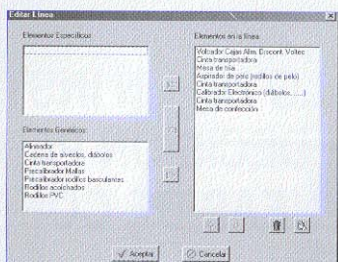 Editar Línea
Elementos Específicos
Elementos en la línea
Volcador Cajas Alim. Discont. Voltec
Cinta transportadora
Mesa de tría
Aspirador de pelo (rodillos de pelo)
Cinta transportadora
Calibrador Electrónico (diábolos, ......)
Cinta transportadora
Mesa de confección
Elementos Genéricos:
Alineador
Cadena de alveolos, diábolos
Cinta transportadora
Precalibrador Mallas
Precalibrador rodillos basculantes
Rodillos acolchados
Rodillos PVC
Aceptar
Cancelar